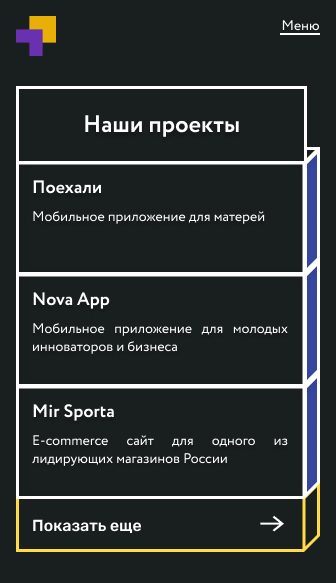 Меню
Наши проекты
Поехали
Мобильное приложение для матерей
Nova App
Мобильное приложение для молодых
инноваторов и бизнеса
Mir Sporta
E-commerce сайт для одного из
лидирующих магазинов России
Показать еще